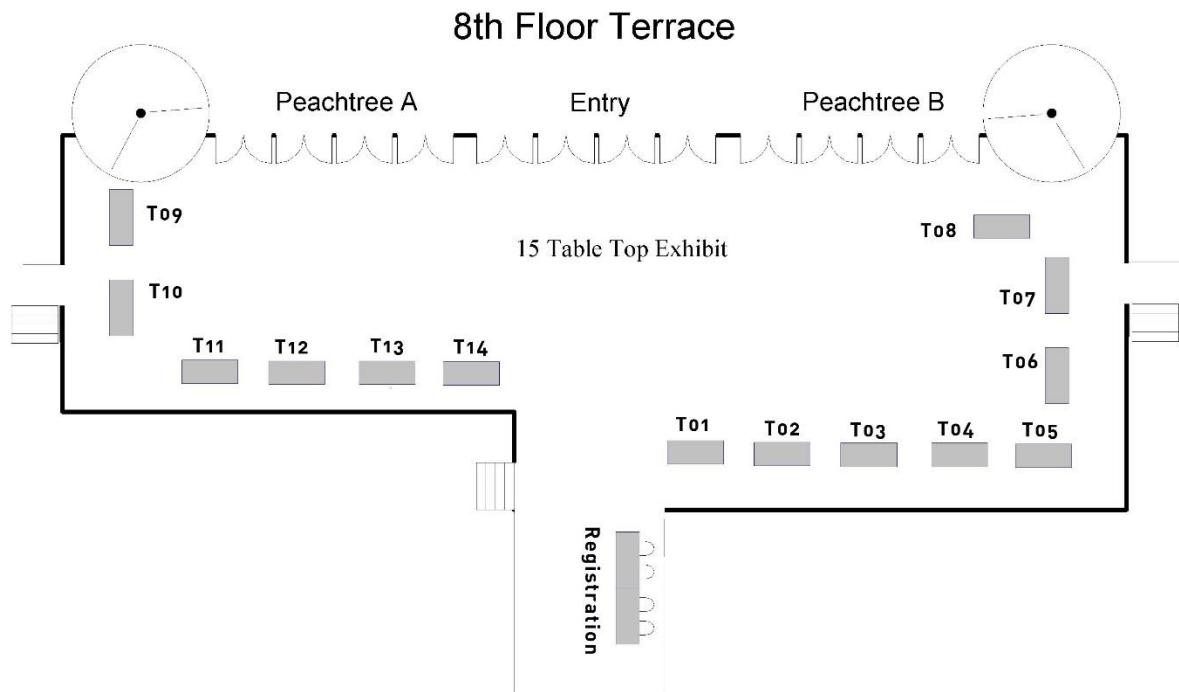 8th Floor Terrace
Peachtree A
Entry
Peachtree B
T09
T08
15 Table Top Exhibit
T10
T07
T11
T12
T13
T14
T06
T01
T02
T03
T04
T05
Registration